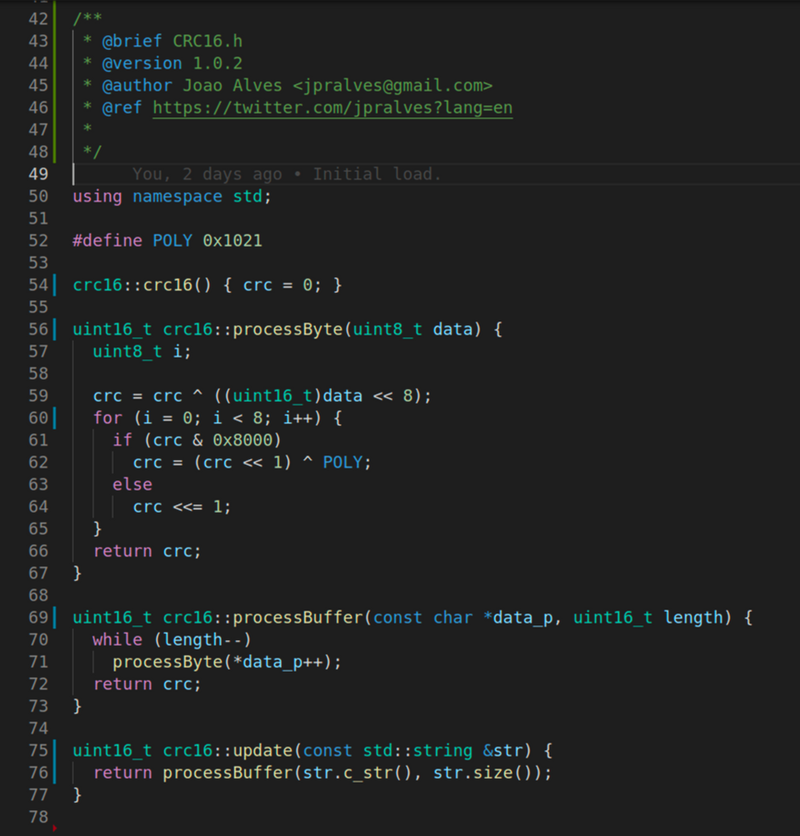 42 /**
43  * @brief CRC16.h
44  * @version 1.0.2
45  * @author Joao Alves <jpralves@gmail.com>
46  * @ref https://twitter.com/jpralves?lang=en
47  *
48  */
49       You, 2 days ago • Initial load.
50 using namespace std;
51
52 #define POLY 0x1021
53
54 crc16::crc16() { crc = 0; }
55
56 uint16_t crc16::processByte(uint8_t data) {
57   uint8_t i;
58
59   crc = crc ^ ((uint16_t)data << 8);
60   for (i = 0; i < 8; i++) {
61     if (crc & 0x8000)
62       crc = (crc << 1) ^ POLY;
63     else
64       crc <<= 1;
65   }
66   return crc;
67 }
68
69 uint16_t crc16::processBuffer(const char *data_p, uint16_t length) {
70   while (length--)
71     processByte(*data_p++);
72   return crc;
73 }
74
75 uint16_t crc16::update(const std::string &str) {
76   return processBuffer(str.c_str(), str.size());
77 }
78